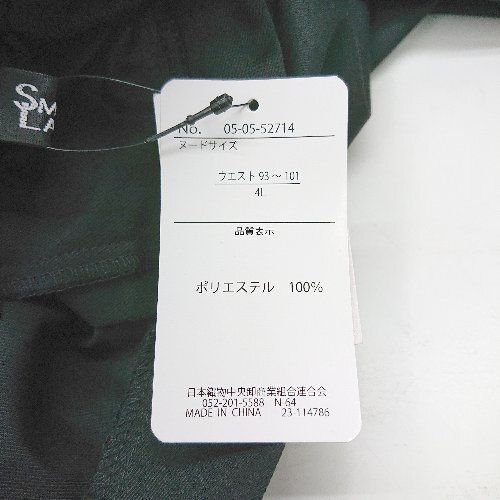 SM
LA
No. 05-05-52714
ヌードサイズ
ウエスト 93～101
4L
品質表示
ポリエステル 100%
日本織物中央卸商業組合連合会
052-201-5588 N-64
MADE IN CHINA 23-114786